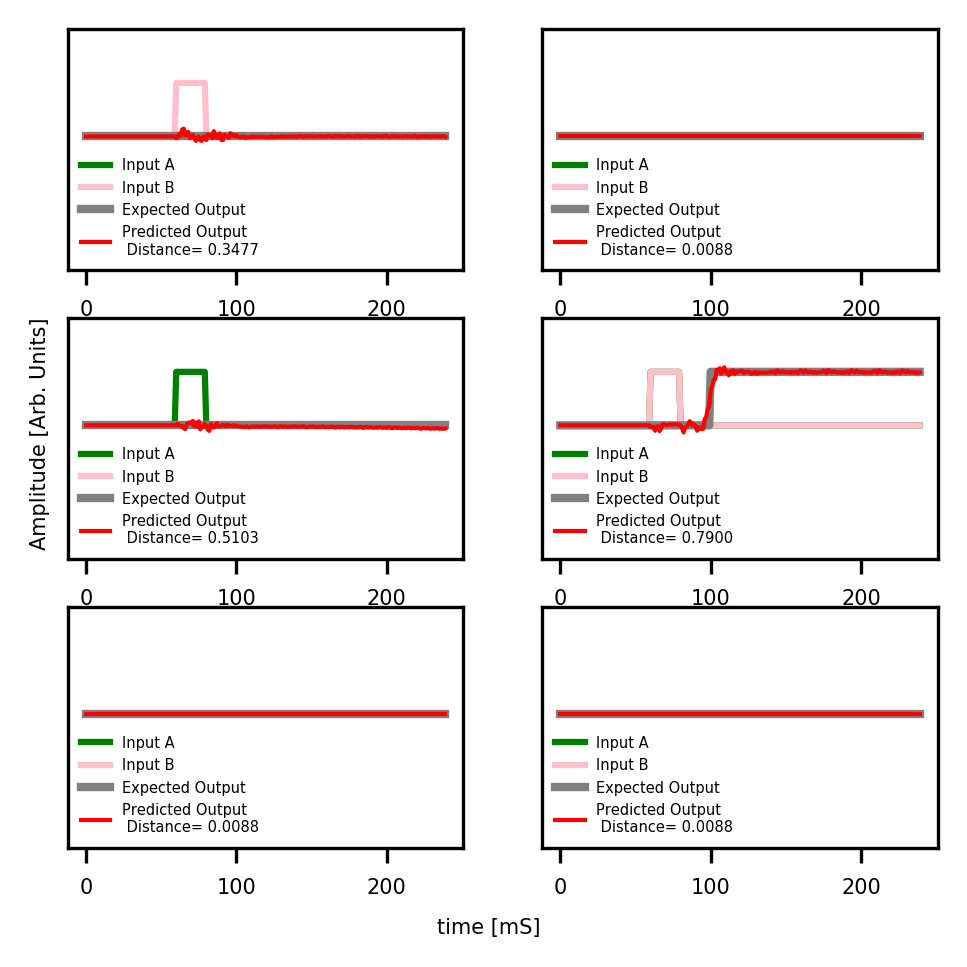 Input A
Input B
Expected Output
Predicted Output
Distance= 0.3477
0 100 200
Input A
Input B
Expected Output
Predicted Output
Distance= 0.0088
0 100 200
Amplitude [Arb. Units]
Input A
Input B
Expected Output
Predicted Output
Distance= 0.5103
0 100 200
Input A
Input B
Expected Output
Predicted Output
Distance= 0.7900
0 100 200
Input A
Input B
Expected Output
Predicted Output
Distance= 0.0088
0 100 200
Input A
Input B
Expected Output
Predicted Output
Distance= 0.0088
0 100 200
time [mS]